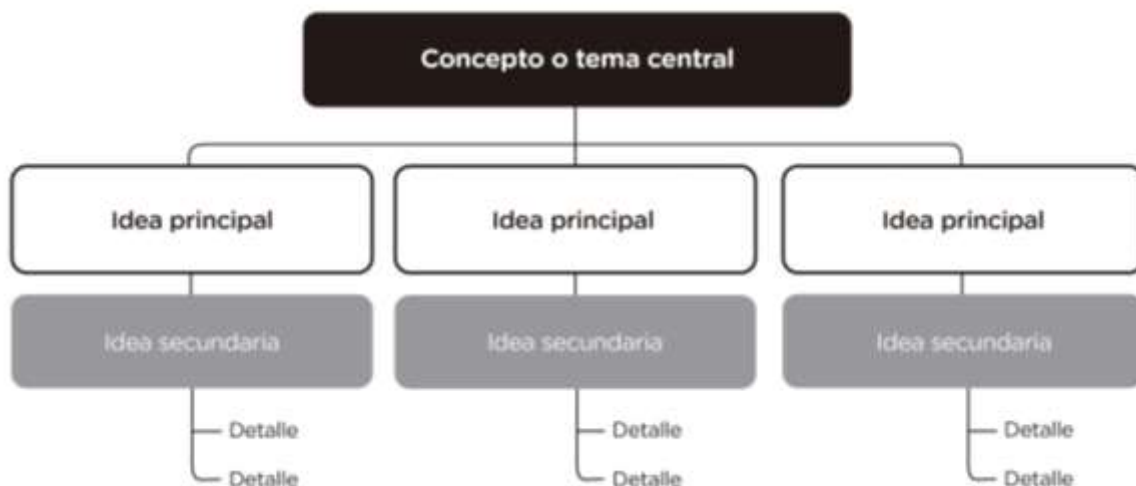 Concepto o tema central
Idea principal
Idea principal
Idea principal
Idea secundaria
Idea secundaria
Idea secundaria
Detalle
Detalle
Detalle
Detalle
Detalle
Detalle